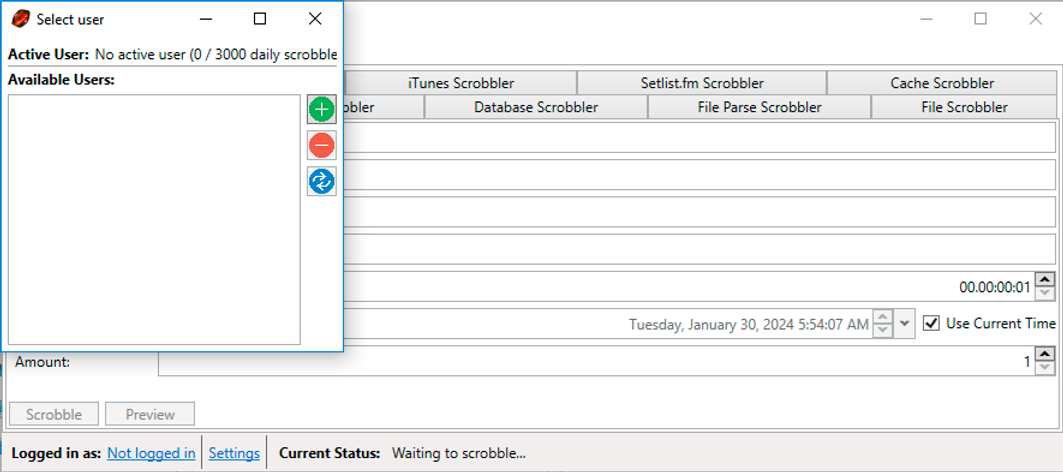 Select user
Active User: No active user (0 / 3000 daily scrobble
Available Users:
iTunes Scrobbler Setlist.fm Scrobbler Cache Scrobbler
obbler Database Scrobbler File Parse Scrobbler File Scrobbler
00.00:00:01
Tuesday, January 30, 2024 5:54:07 AM Use Current Time
Amount: 1
Scrobble Preview
Logged in as: Not logged in Settings Current Status: Waiting to scrobble...